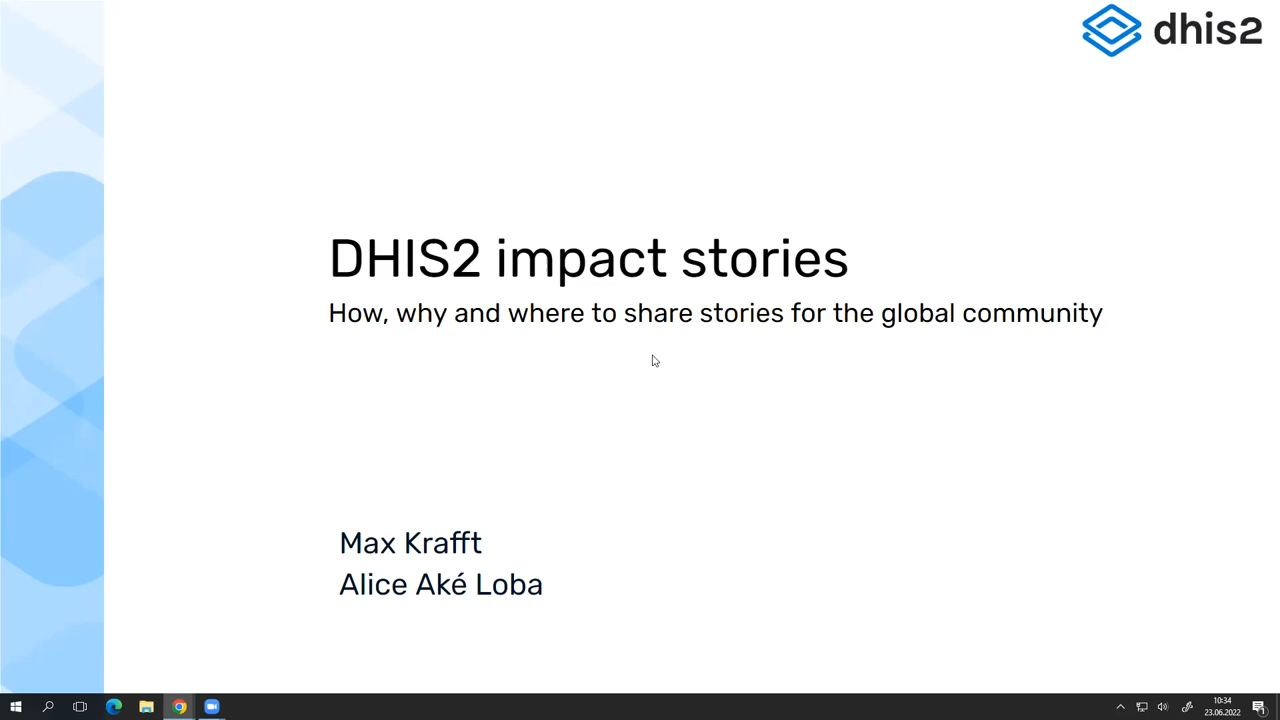 dhis2
DHIS2 impact stories
How, why and where to share stories for the global community
Max Krafft
Alice Aké Loba
10:34
23.06.2022
1